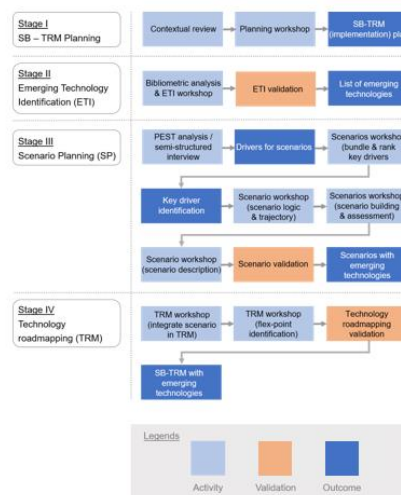 Stage I
SB – TRM Planning
Contextual review
Planning workshop
SB-TRM
(implementation) pla
Stage II
Emerging Technology
Identification (ETI)
Bibliometric analysis
& ETI workshop
ETI validation
List of emerging
technologies
Stage III
Scenario Planning (SP)
PEST analysis /
semi-structured
interview
Drivers for scenarios
Scenarios worksho
(bundle & rank
key drivers
Key driver
identification
Scenario workshop
(scenario logic
& trajectory)
Scenarios worksho
(scenario building
& assessment)
Scenario workshop
(scenario description)
Scenario validation
Scenarios with
emerging
technologies
Stage IV
Technology
roadmapping (TRM)
TRM workshop
(integrate scenario
in TRM)
TRM workshop
(flex-point
identification)
Technology
roadmapping
validation
SB-TRM with
emerging
technologies
Legends
Activity
Validation
Outcome